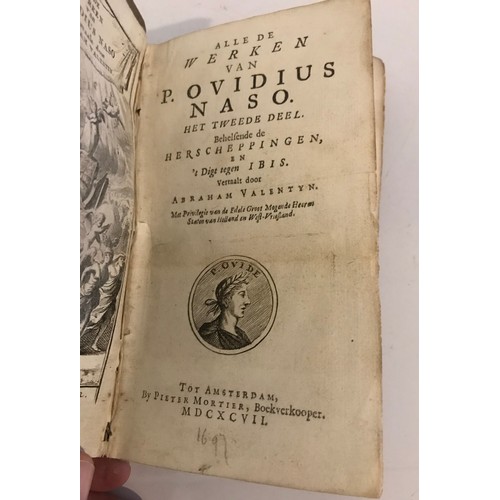 ALLE DE
WERKEN
VAN
P. OVIDIUS
NASO.
HET TWEEDE DEEL.
Behelsende de
HERSCHEPPINGEN,
EN
't Digt tegen IBIS.
Vertaalt door
ABRAHAM VALENTYN.
Met Privilegie van de Edele Groot Mogende Heeren
Staten van Holland en West-Vriesland.
P. OVIDE
TOT AMSTERDAM,
By PIETER MORTIER, Boekverkooper.
MDCXCVII.
1697